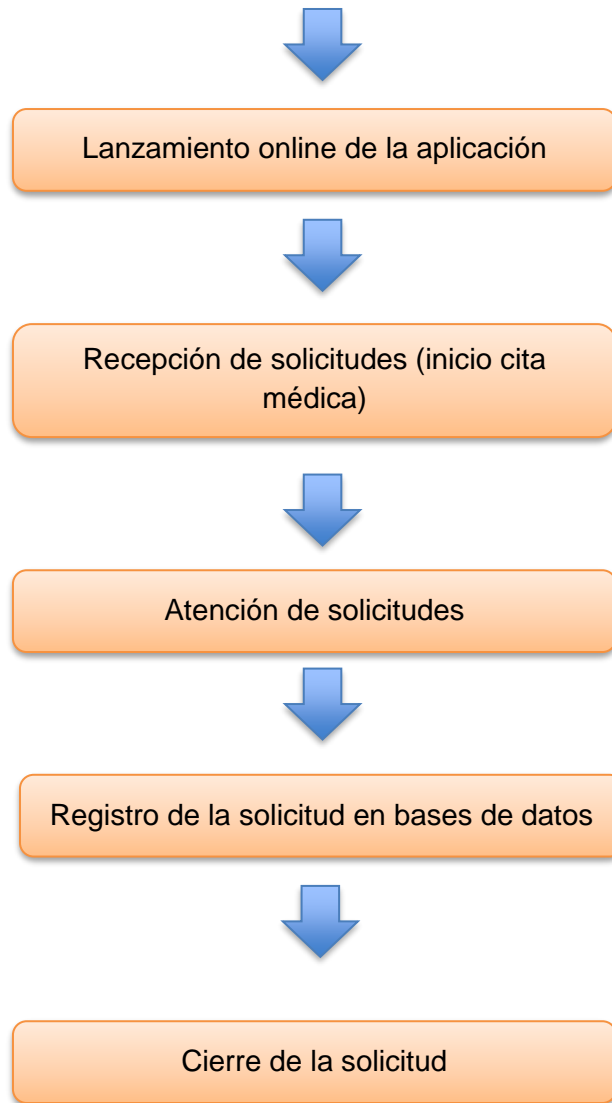 Lanzamiento online de la aplicación
Recepción de solicitudes (inicio cita
médica)
Atención de solicitudes
Registro de la solicitud en bases de datos
Cierre de la solicitud